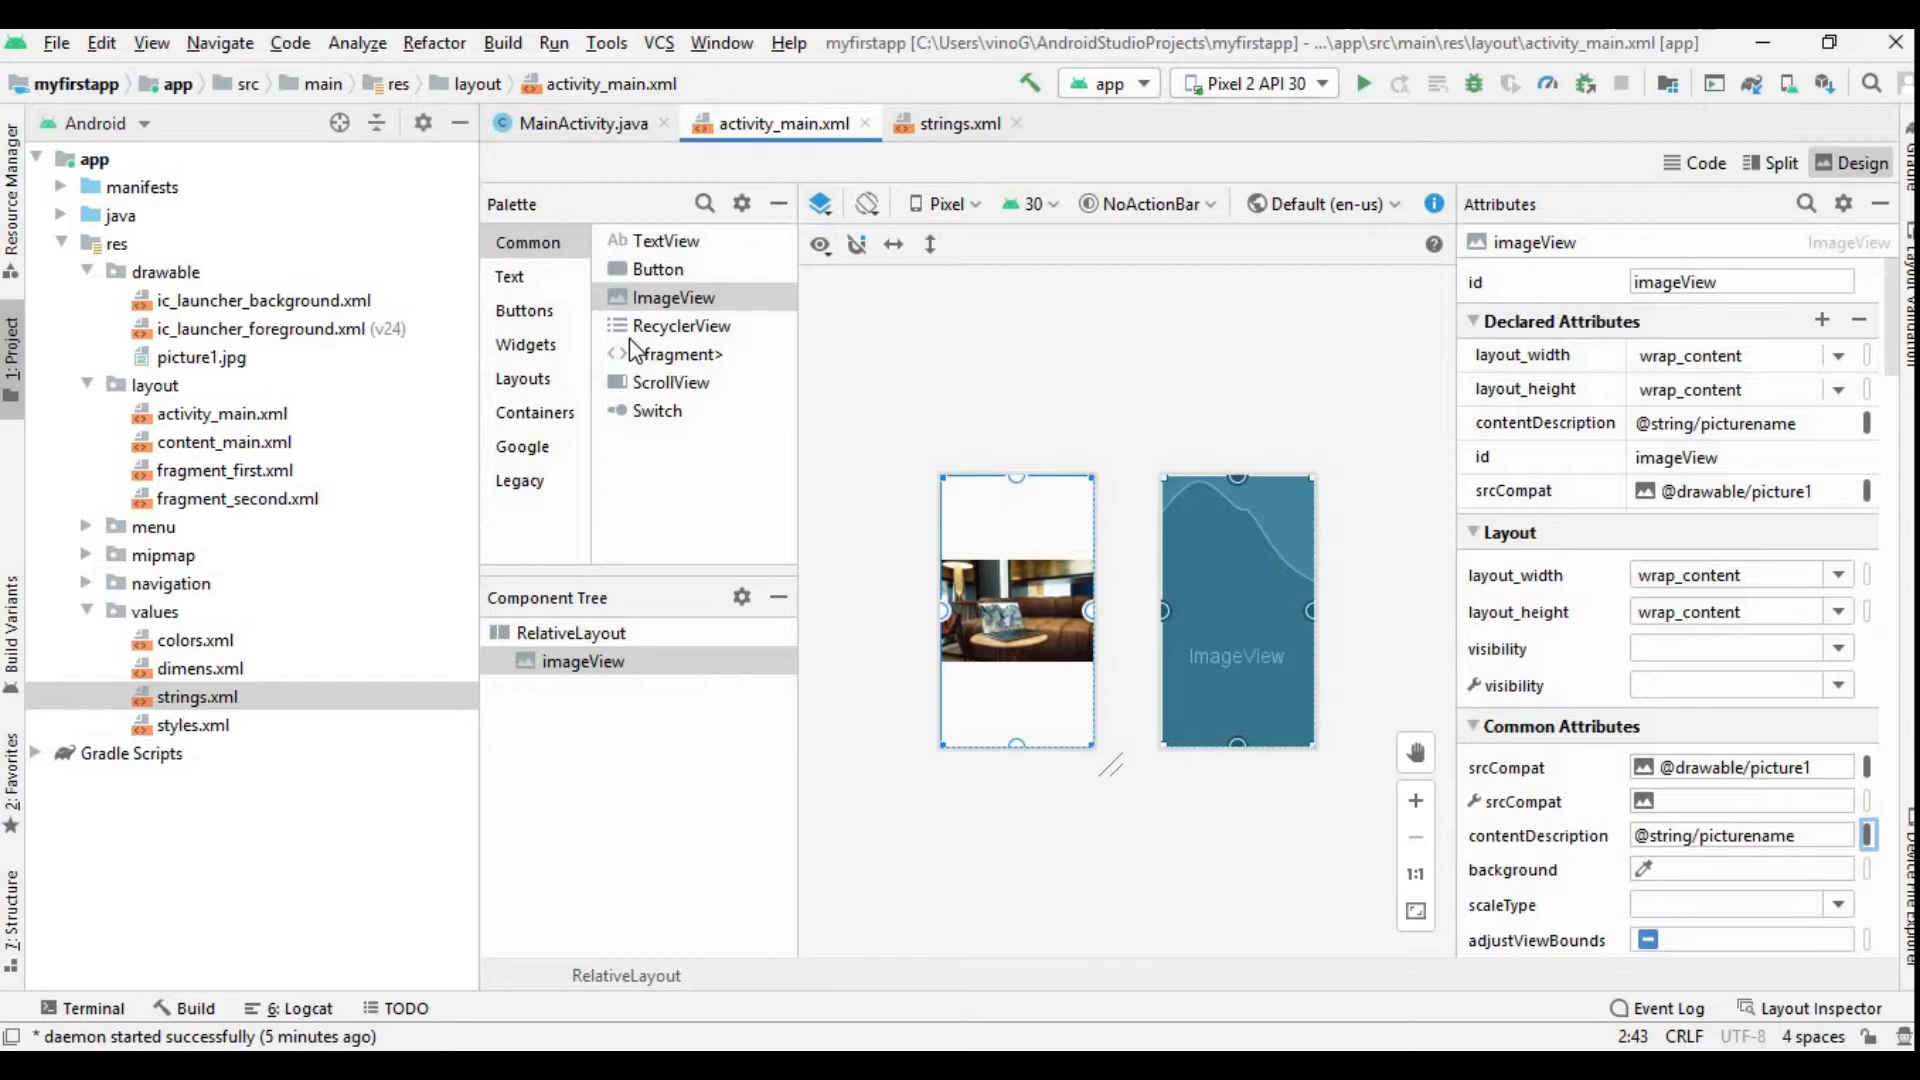 File Edit View Navigate Code Analyze Refactor Build Run Tools VCS Window Help myfirstapp [C:\Users\vinoG\AndroidStudioProjects\myfirstapp] - ...\app\src\main\res\layout\activity_main.xml [app]
myfirstapp app src main res layout activity_main.xml app Pixel 2 API 30
Android
MainActivity.java activity_main.xml strings.xml
Code Split Design
app
manifests
java
res
drawable
ic_launcher_background.xml
ic_launcher_foreground.xml (v24)
picture1.jpg
layout
activity_main.xml
content_main.xml
fragment_first.xml
fragment_second.xml
menu
mipmap
navigation
values
colors.xml
dimens.xml
strings.xml
styles.xml
Gradle Scripts
Resource Manager
1: Project
Build Variants
2: Favorites
7: Structure
Palette
Common
Text
Buttons
Widgets
Layouts
Containers
Google
Legacy
Ab TextView
Button
ImageView
RecyclerView
fragment>
ScrollView
Switch
Component Tree
RelativeLayout
imageView
Pixel 30 NoActionBar Default (en-us)
ImageView
1:1
RelativeLayout
Attributes
imageView ImageView
id imageView
Declared Attributes
layout_width wrap_content
layout_height wrap_content
contentDescription @string/picturename
id imageView
srcCompat @drawable/picture1
Layout
layout_width wrap_content
layout_height wrap_content
visibility
visibility
Common Attributes
srcCompat @drawable/picture1
srcCompat
contentDescription @string/picturename
background
scaleType
adjustViewBounds
Gradle
Layout Validation
Device File Explorer
Terminal Build 6: Logcat TODO Event Log Layout Inspector
* daemon started successfully (5 minutes ago) 2:43 CRLF UTF-8 4 spaces